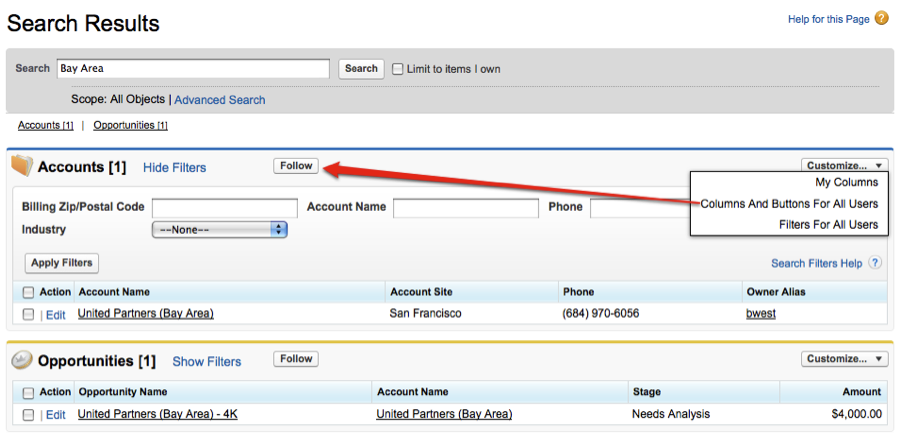 Search Results
Help for this Page ?
Search Bay Area Search Limit to items I own
Scope: All Objects | Advanced Search
Accounts [1] | Opportunities [1]
Accounts [1] Hide Filters Follow Customize...
My Columns
Billing Zip/Postal Code Account Name Phone Columns And Buttons For All Users
Industry --None-- Filters For All Users
Apply Filters Search Filters Help ?
Action Account Name Account Site Phone Owner Alias
| Edit United Partners (Bay Area) San Francisco (684) 970-6056 bwest
Opportunities [1] Show Filters Follow Customize...
Action Opportunity Name Account Name Stage Amount
| Edit United Partners (Bay Area) - 4K United Partners (Bay Area) Needs Analysis $4,000.00